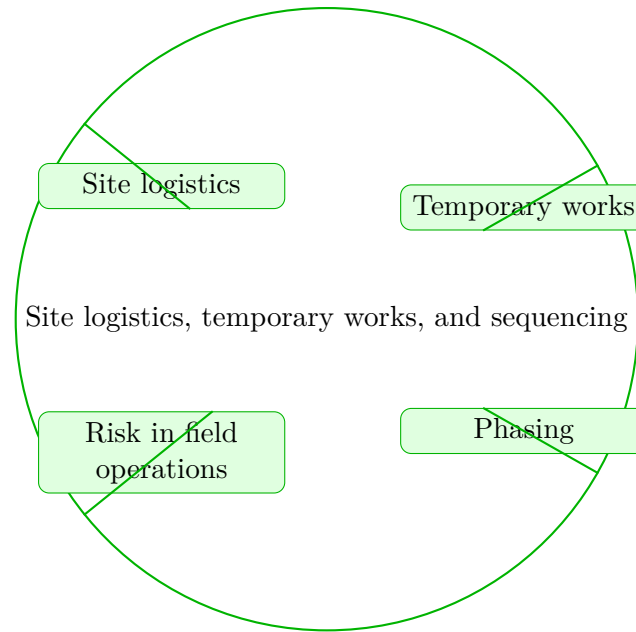 Site logistics
Temporary works
Site logistics, temporary works, and sequencing
Risk in field
operations
Phasing